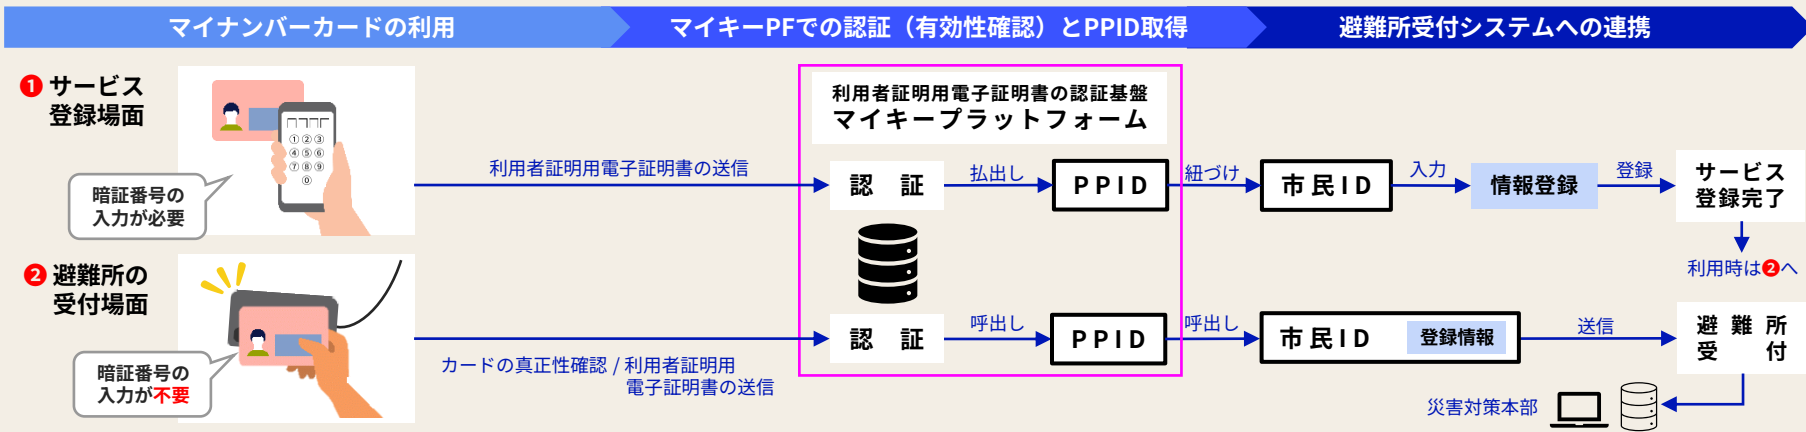 マイナンバーカードの利用
マイキーPFでの認証（有効性確認）とPPID取得
避難所受付システムへの連携
❶ サービス
登録場面
①②③
④⑤⑥
⑦⑧⑨
⓪
暗証番号の
入力が必要
利用者証明用電子証明書の送信
利用者証明用電子証明書の認証基盤
マイキープラットフォーム
認　証
払出し
PPID
紐づけ
市民ID
入力
情報登録
登録
サービス
登録完了
利用時は❷へ
❷ 避難所の
受付場面
暗証番号の
入力が不要
カードの真正性確認 / 利用者証明用
電子証明書の送信
認　証
呼出し
PPID
呼出し
市民ID
登録情報
送信
避難所
受　付
災害対策本部